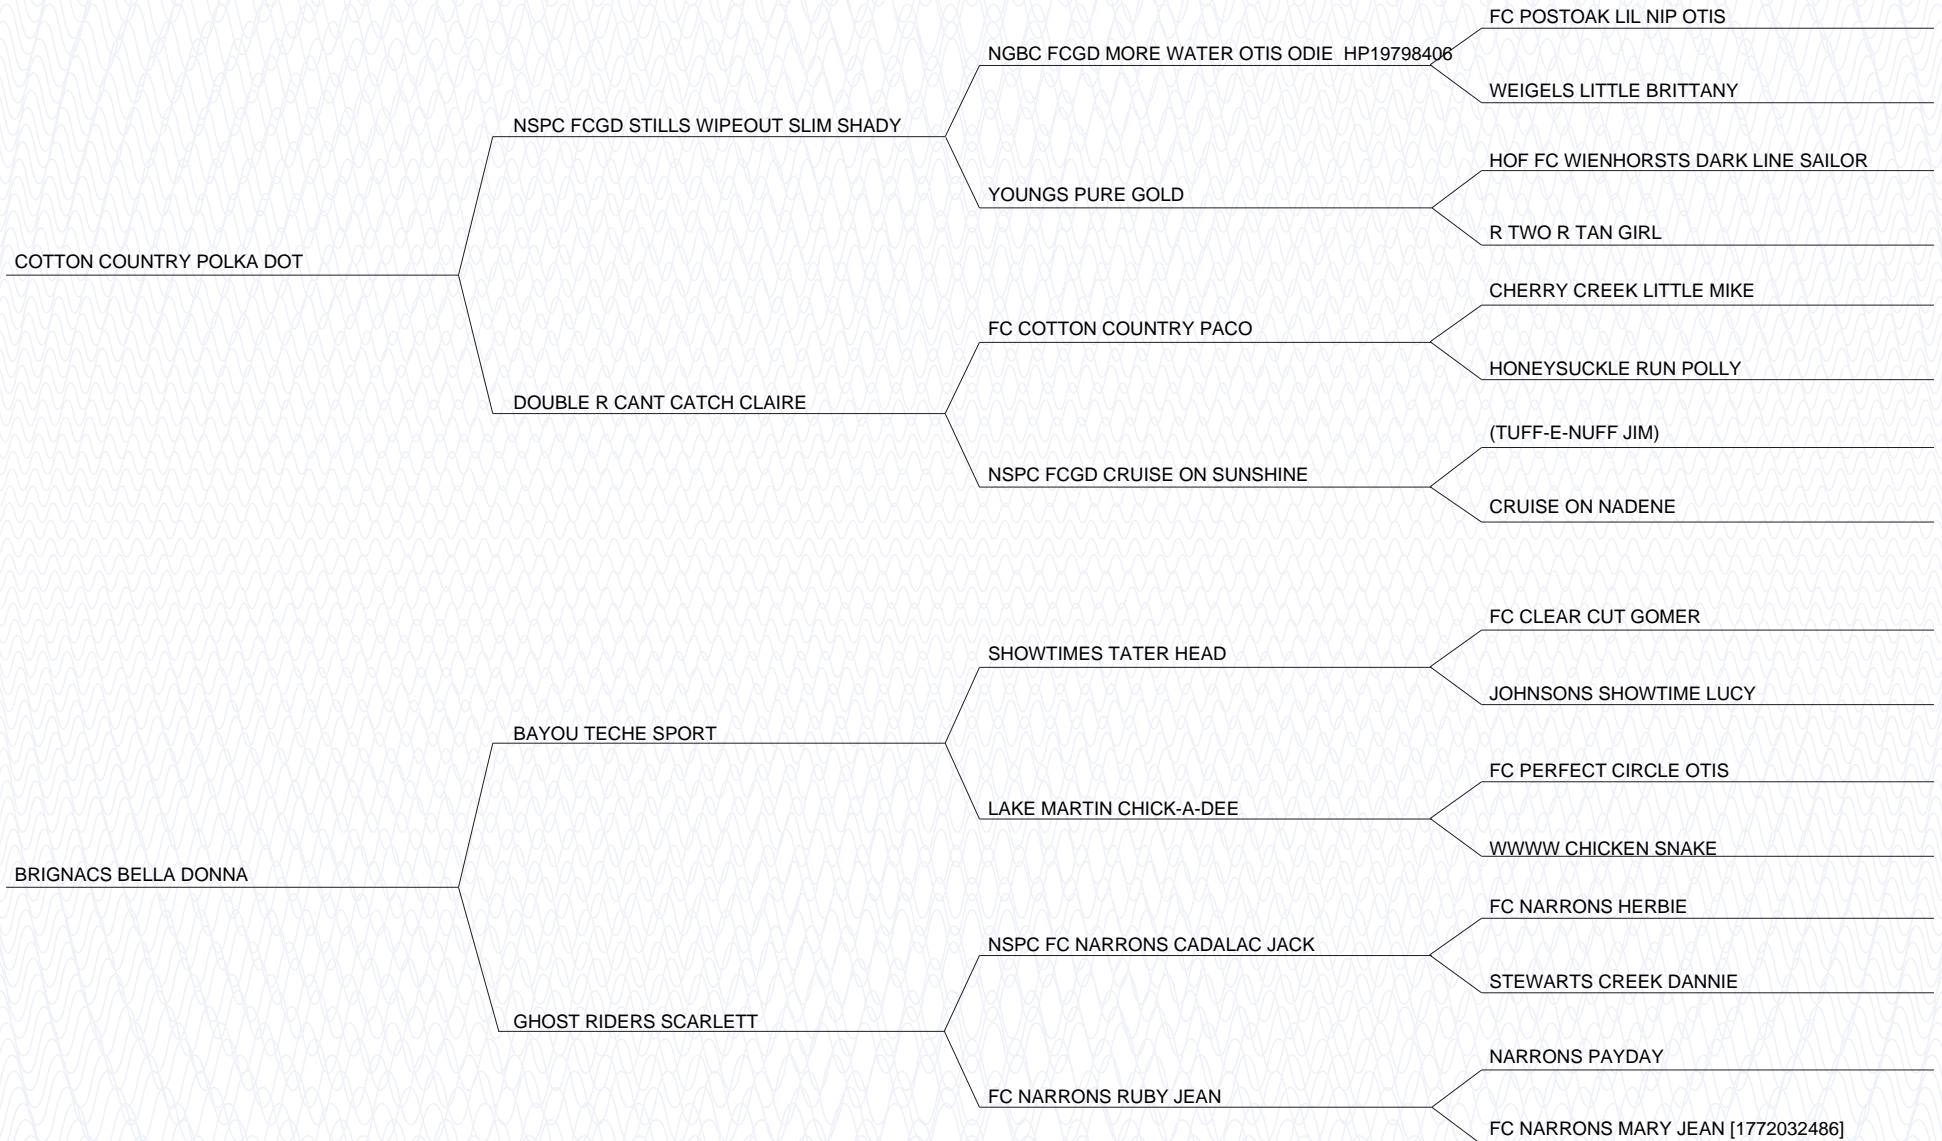 FC POSTOAK LIL NIP OTIS
NGBC FCGD MORE WATER OTIS ODIE  HP19798406
WEIGELS LITTLE BRITTANY
NSPC FCGD STILLS WIPEOUT SLIM SHADY
HOF FC WIENHORSTS DARK LINE SAILOR
YOUNGS PURE GOLD
R TWO R TAN GIRL
COTTON COUNTRY POLKA DOT
CHERRY CREEK LITTLE MIKE
FC COTTON COUNTRY PACO
HONEYSUCKLE RUN POLLY
DOUBLE R CANT CATCH CLAIRE
(TUFF-E-NUFF JIM)
NSPC FCGD CRUISE ON SUNSHINE
CRUISE ON NADENE
FC CLEAR CUT GOMER
SHOWTIMES TATER HEAD
JOHNSONS SHOWTIME LUCY
BAYOU TECHE SPORT
FC PERFECT CIRCLE OTIS
LAKE MARTIN CHICK-A-DEE
WWWW CHICKEN SNAKE
BRIGNACS BELLA DONNA
FC NARRONS HERBIE
NSPC FC NARRONS CADALAC JACK
STEWARTS CREEK DANNIE
GHOST RIDERS SCARLETT
NARRONS PAYDAY
FC NARRONS RUBY JEAN
FC NARRONS MARY JEAN [1772032486]